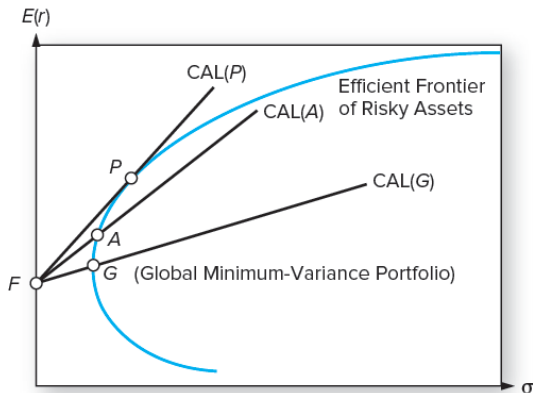 E(r)
CAL(P)
Efficient Frontier
of Risky Assets
CAL(A)
P
CAL(G)
A
G (Global Minimum-Variance Portfolio)
F
σ